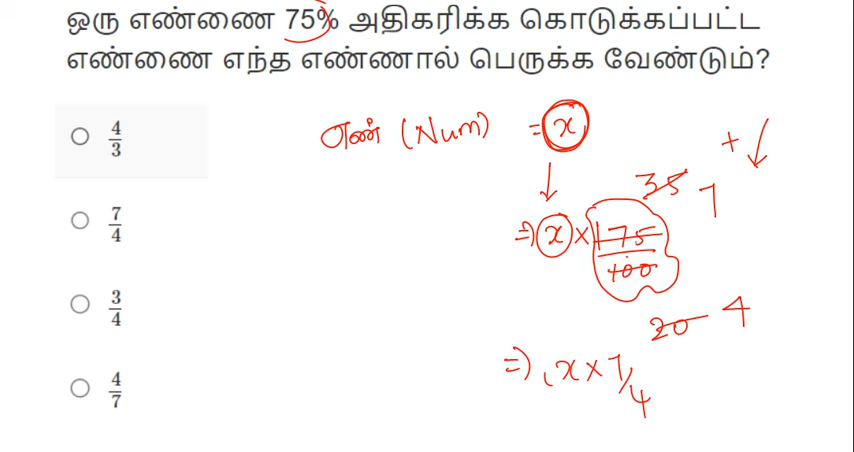 ஒரு எண்ணை 75% அதிகரிக்க கொடுக்கப்பட்ட
எண்ணை எந்த எண்ணால் பெருக்க வேண்டும்?
4/3
7/4
3/4
4/7
எண் (Num) = x
+
35 7
⇒ x × 175/100
20 4
⇒ x × 7/4